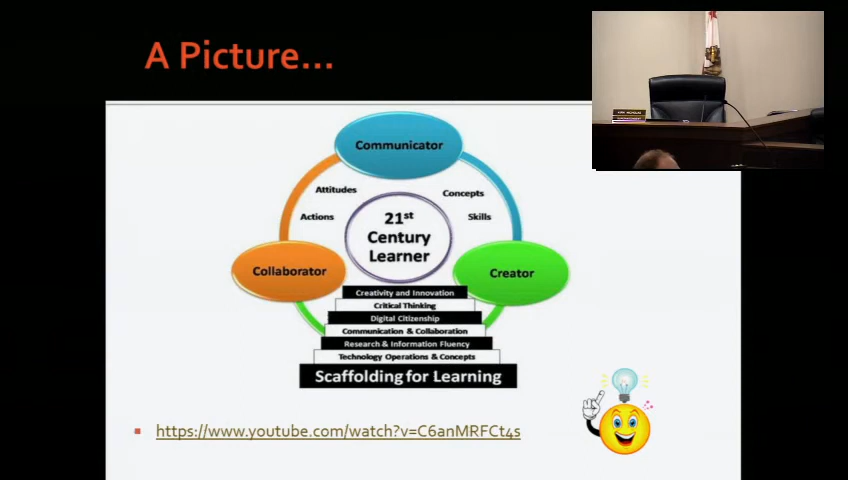 A Picture...
Communicator
Attitudes
Concepts
Actions
Skills
21st
Century
Learner
Collaborator
Creator
Creativity and Innovation
Critical Thinking
Digital Citizenship
Communication & Collaboration
Research & Information Fluency
Technology Operations & Concepts
Scaffolding for Learning
https://www.youtube.com/watch?v=C6anMRFCt4s